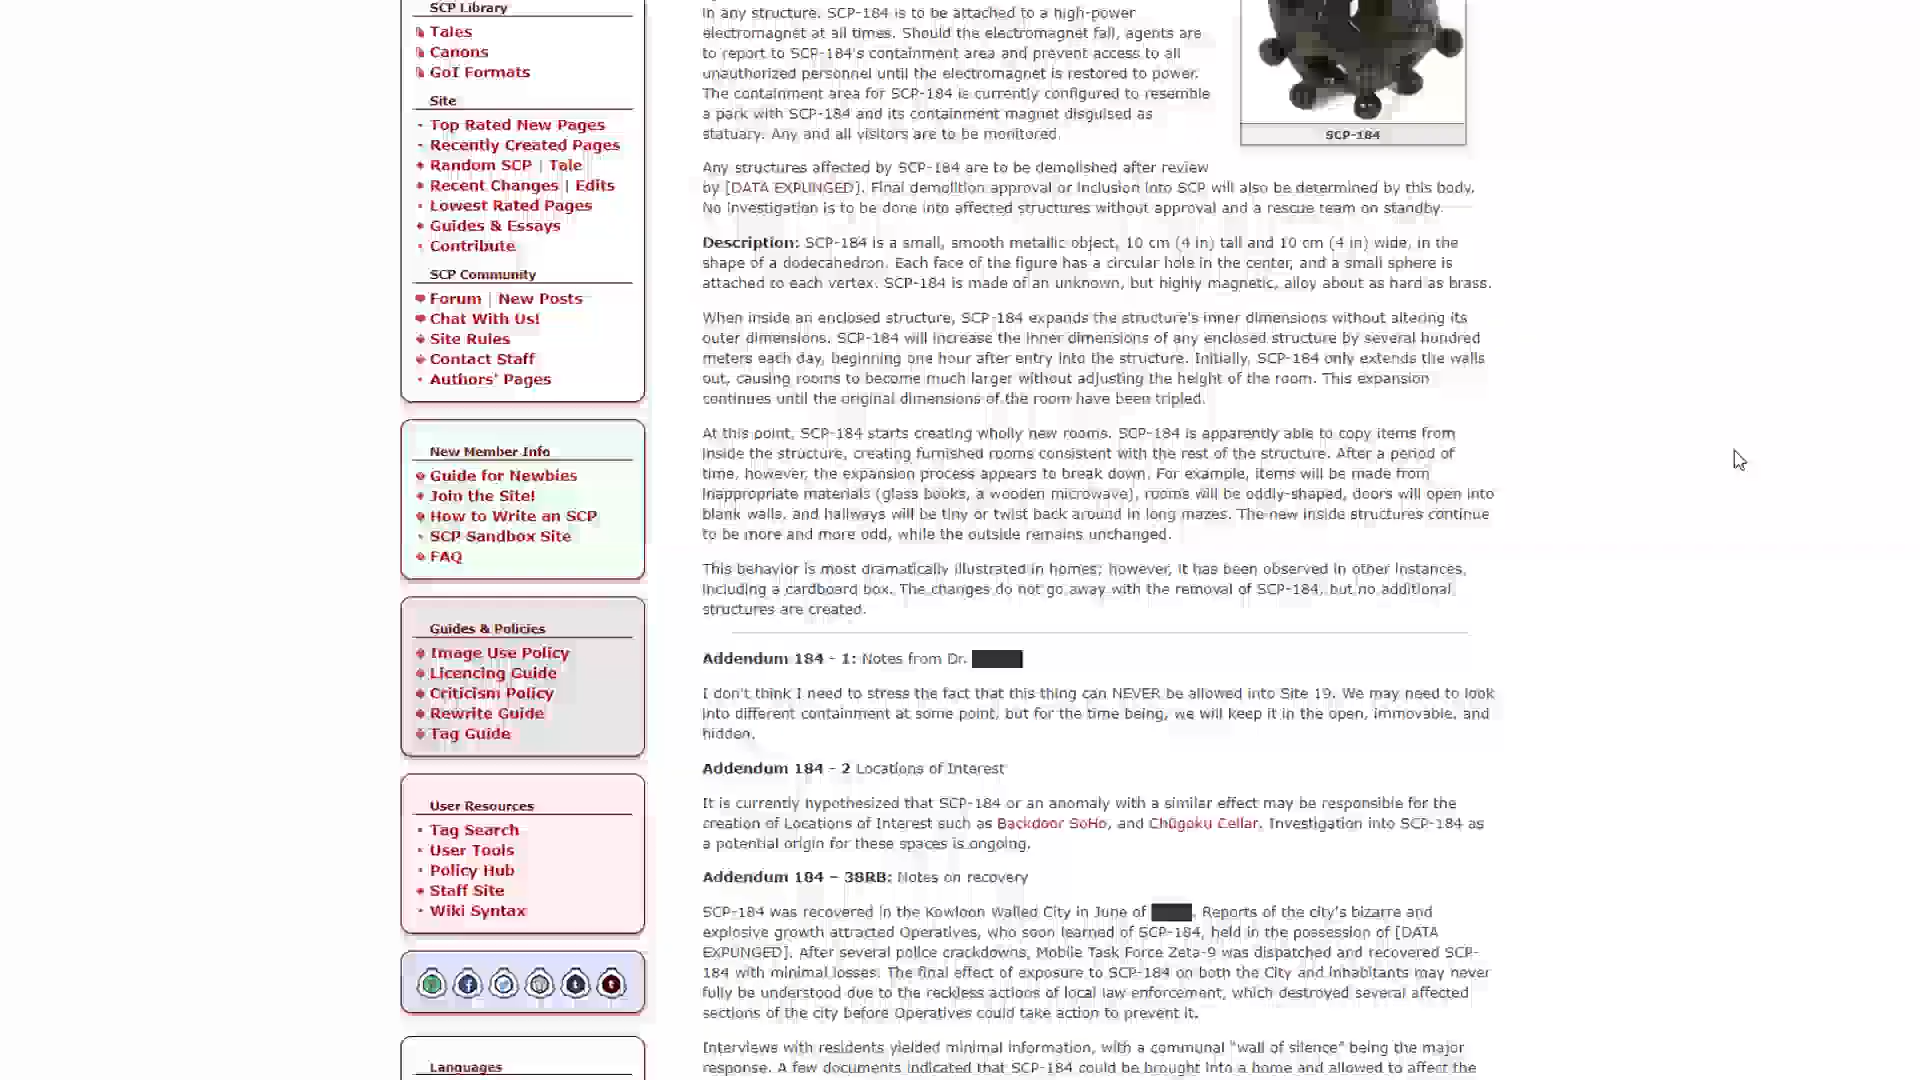 SCP Library
Tales
Canons
GoI Formats
Site
Top Rated New Pages
Recently Created Pages
Random SCP | Tale
Recent Changes | Edits
Lowest Rated Pages
Guides & Essays
Contribute
SCP Community
Forum | New Posts
Chat With Us!
Site Rules
Contact Staff
Authors' Pages
New Member Info
Guide for Newbies
Join the Site!
How to Write an SCP
SCP Sandbox Site
FAQ
Guides & Policies
Image Use Policy
Licencing Guide
Criticism Policy
Rewrite Guide
Tag Guide
User Resources
Tag Search
User Tools
Policy Hub
Staff Site
Wiki Syntax
Languages
in any structure. SCP-184 is to be attached to a high-power
electromagnet at all times. Should the electromagnet fail, agents are
to report to SCP-184's containment area and prevent access to all
unauthorized personnel until the electromagnet is restored to power.
The containment area for SCP-184 is currently configured to resemble
a park with SCP-184 and its containment magnet disguised as
statuary. Any and all visitors are to be monitored.
SCP-184
Any structures affected by SCP-184 are to be demolished after review
by [DATA EXPUNGED]. Final demolition approval or inclusion into SCP will also be determined by this body.
No investigation is to be done into affected structures without approval and a rescue team on standby.
Description: SCP-184 is a small, smooth metallic object, 10 cm (4 in) tall and 10 cm (4 in) wide, in the
shape of a dodecahedron. Each face of the figure has a circular hole in the center, and a small sphere is
attached to each vertex. SCP-184 is made of an unknown, but highly magnetic, alloy about as hard as brass.
When inside an enclosed structure, SCP-184 expands the structure's inner dimensions without altering its
outer dimensions. SCP-184 will increase the inner dimensions of any enclosed structure by several hundred
meters each day, beginning one hour after entry into the structure. Initially, SCP-184 only extends the walls
out, causing rooms to become much larger without adjusting the height of the room. This expansion
continues until the original dimensions of the room have been tripled.
At this point, SCP-184 starts creating wholly new rooms. SCP-184 is apparently able to copy items from
inside the structure, creating furnished rooms consistent with the rest of the structure. After a period of
time, however, the expansion process appears to break down. For example, items will be made from
inappropriate materials (glass books, a wooden microwave), rooms will be oddly-shaped, doors will open into
blank walls, and hallways will be tiny or twist back around in long mazes. The new inside structures continue
to be more and more odd, while the outside remains unchanged.
This behavior is most dramatically illustrated in homes; however, it has been observed in other instances,
including a cardboard box. The changes do not go away with the removal of SCP-184, but no additional
structures are created.
Addendum 184 - 1: Notes from Dr.
I don't think I need to stress the fact that this thing can NEVER be allowed into Site 19. We may need to look
into different containment at some point, but for the time being, we will keep it in the open, immovable, and
hidden.
Addendum 184 - 2 Locations of Interest
It is currently hypothesized that SCP-184 or an anomaly with a similar effect may be responsible for the
creation of Locations of Interest such as Backdoor SoHo, and Chūgoku Cellar. Investigation into SCP-184 as
a potential origin for these spaces is ongoing.
Addendum 184 – 38RB: Notes on recovery
SCP-184 was recovered in the Kowloon Walled City in June of . Reports of the city's bizarre and
explosive growth attracted Operatives, who soon learned of SCP-184, held in the possession of [DATA
EXPUNGED]. After several police crackdowns, Mobile Task Force Zeta-9 was dispatched and recovered SCP-
184 with minimal losses. The final effect of exposure to SCP-184 on both the City and inhabitants may never
fully be understood due to the reckless actions of local law enforcement, which destroyed several affected
sections of the city before Operatives could take action to prevent it.
Interviews with residents yielded minimal information, with a communal "wall of silence" being the major
response. A few documents indicated that SCP-184 could be brought into a home and allowed to affect the